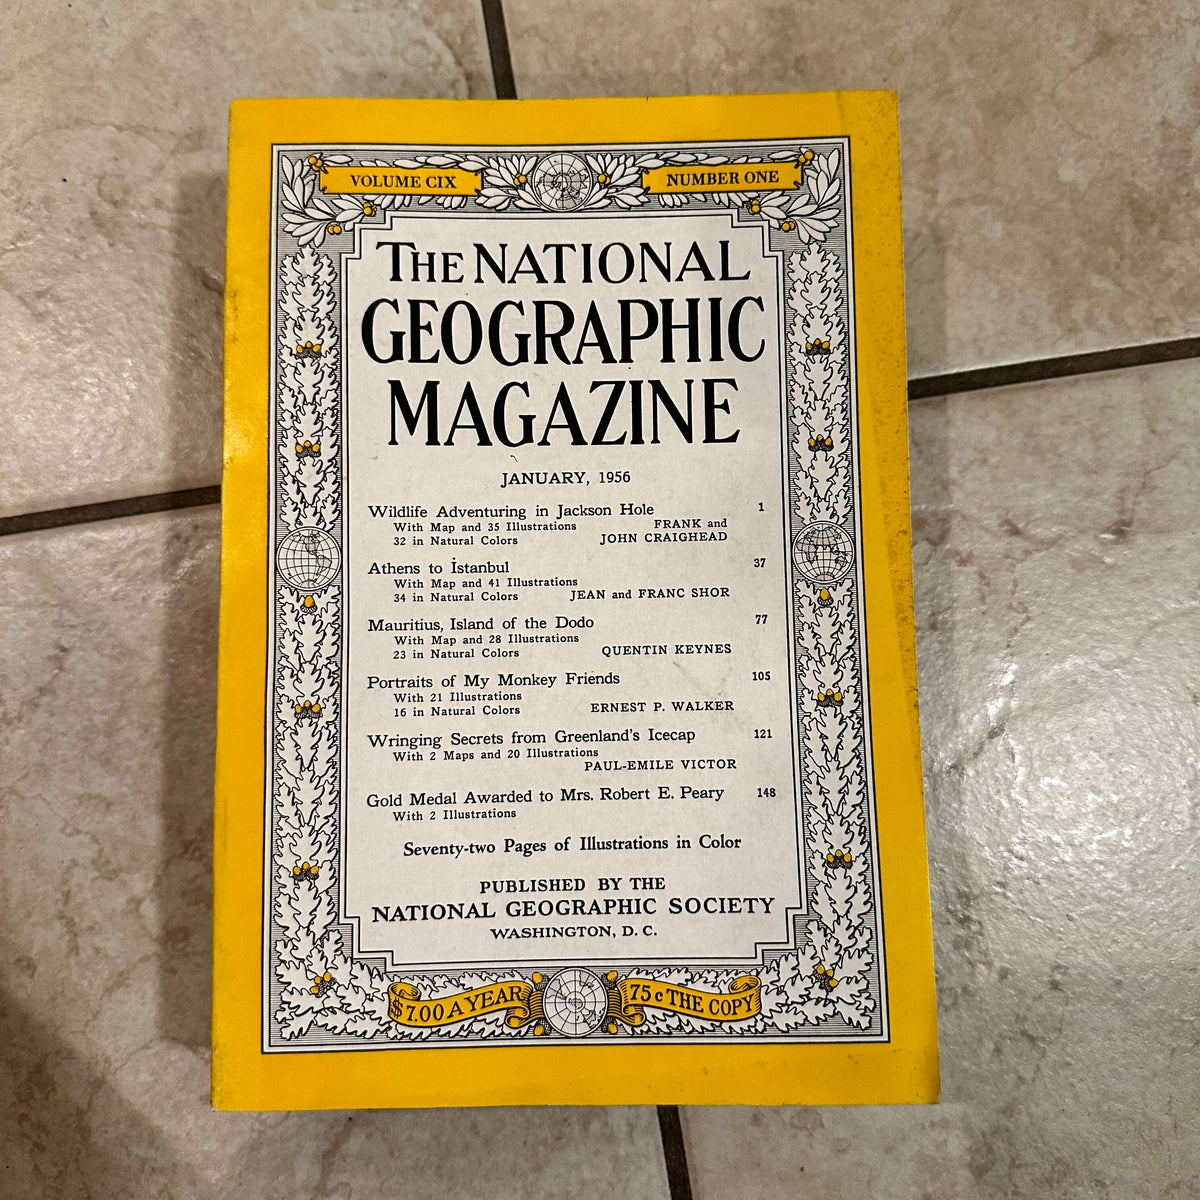 VOLUME CIX
NUMBER ONE
THE NATIONAL
GEOGRAPHIC
MAGAZINE
JANUARY, 1956
Wildlife Adventuring in Jackson Hole 1
With Map and 35 Illustrations FRANK and
32 in Natural Colors JOHN CRAIGHEAD
Athens to İstanbul 37
With Map and 41 Illustrations
34 in Natural Colors JEAN and FRANC SHOR
Mauritius, Island of the Dodo 77
With Map and 28 Illustrations
23 in Natural Colors QUENTIN KEYNES
Portraits of My Monkey Friends 105
With 21 Illustrations
16 in Natural Colors ERNEST P. WALKER
Wringing Secrets from Greenland's Icecap 121
With 2 Maps and 20 Illustrations
PAUL-EMILE VICTOR
Gold Medal Awarded to Mrs. Robert E. Peary 148
With 2 Illustrations
Seventy-two Pages of Illustrations in Color
PUBLISHED BY THE
NATIONAL GEOGRAPHIC SOCIETY
WASHINGTON, D. C.
$7.00 A YEAR
75¢ THE COPY